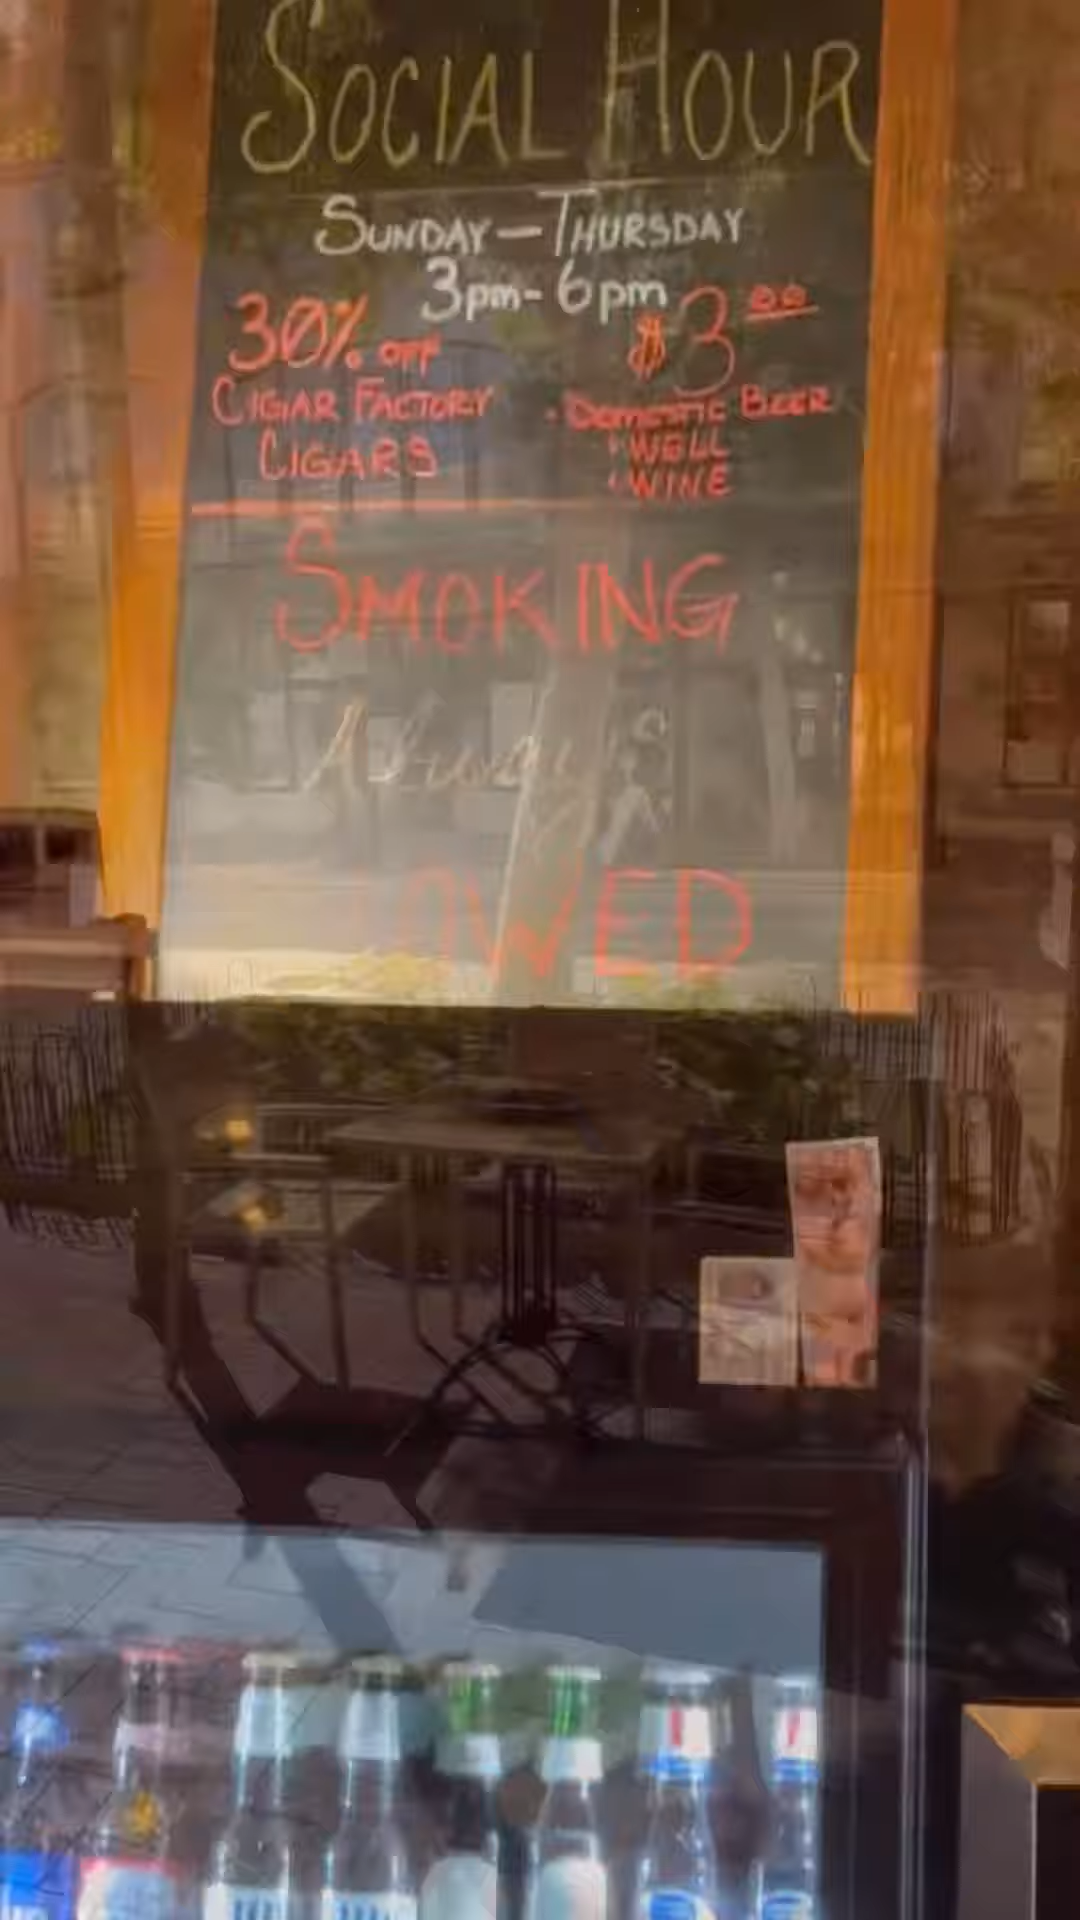 SOCIAL HOUR
SUNDAY — THURSDAY
3pm - 6pm
30% OFF
CIGAR FACTORY
CIGARS
$3.00
· DOMESTIC BEER
· WELL
· WINE
SMOKING
Always
OWED